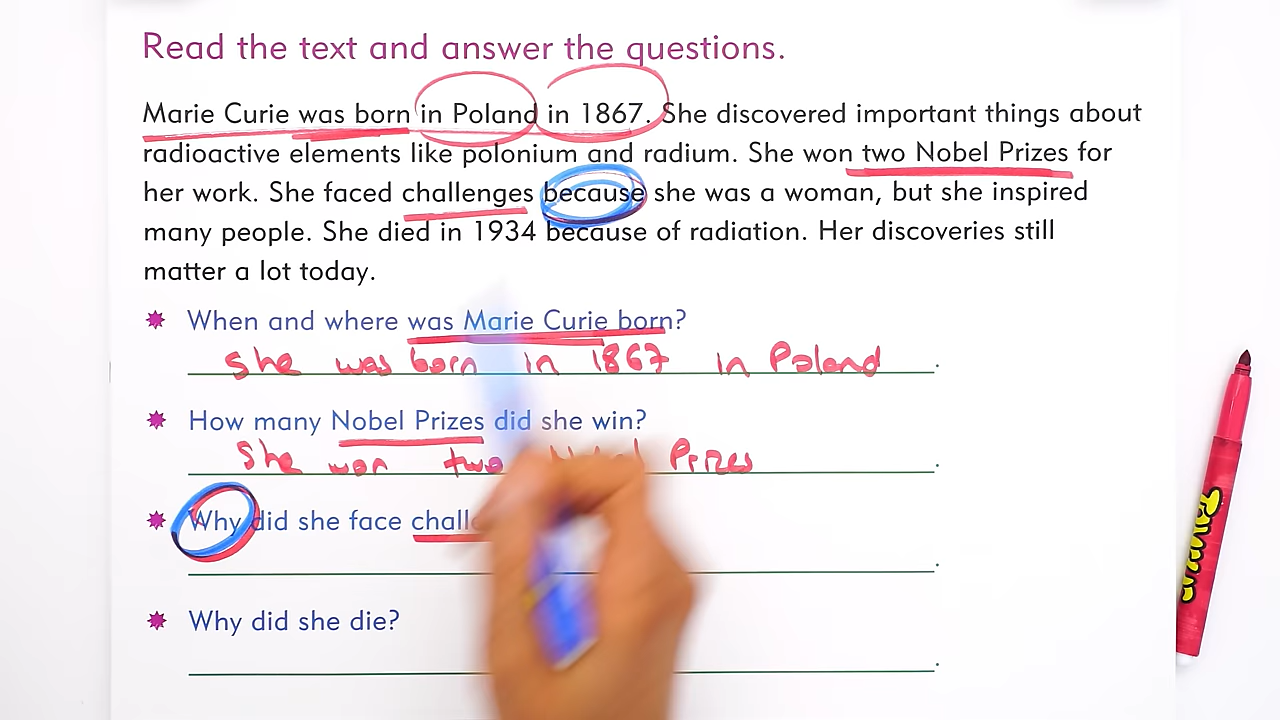 Read the text and answer the questions.
Marie Curie was born in Poland in 1867. She discovered important things about
radioactive elements like polonium and radium. She won two Nobel Prizes for
her work. She faced challenges because she was a woman, but she inspired
many people. She died in 1934 because of radiation. Her discoveries still
matter a lot today.
When and where was Marie Curie born?
She was born in 1867 in Poland.
How many Nobel Prizes did she win?
She won two Prizes.
Why did she face
Why did she die?